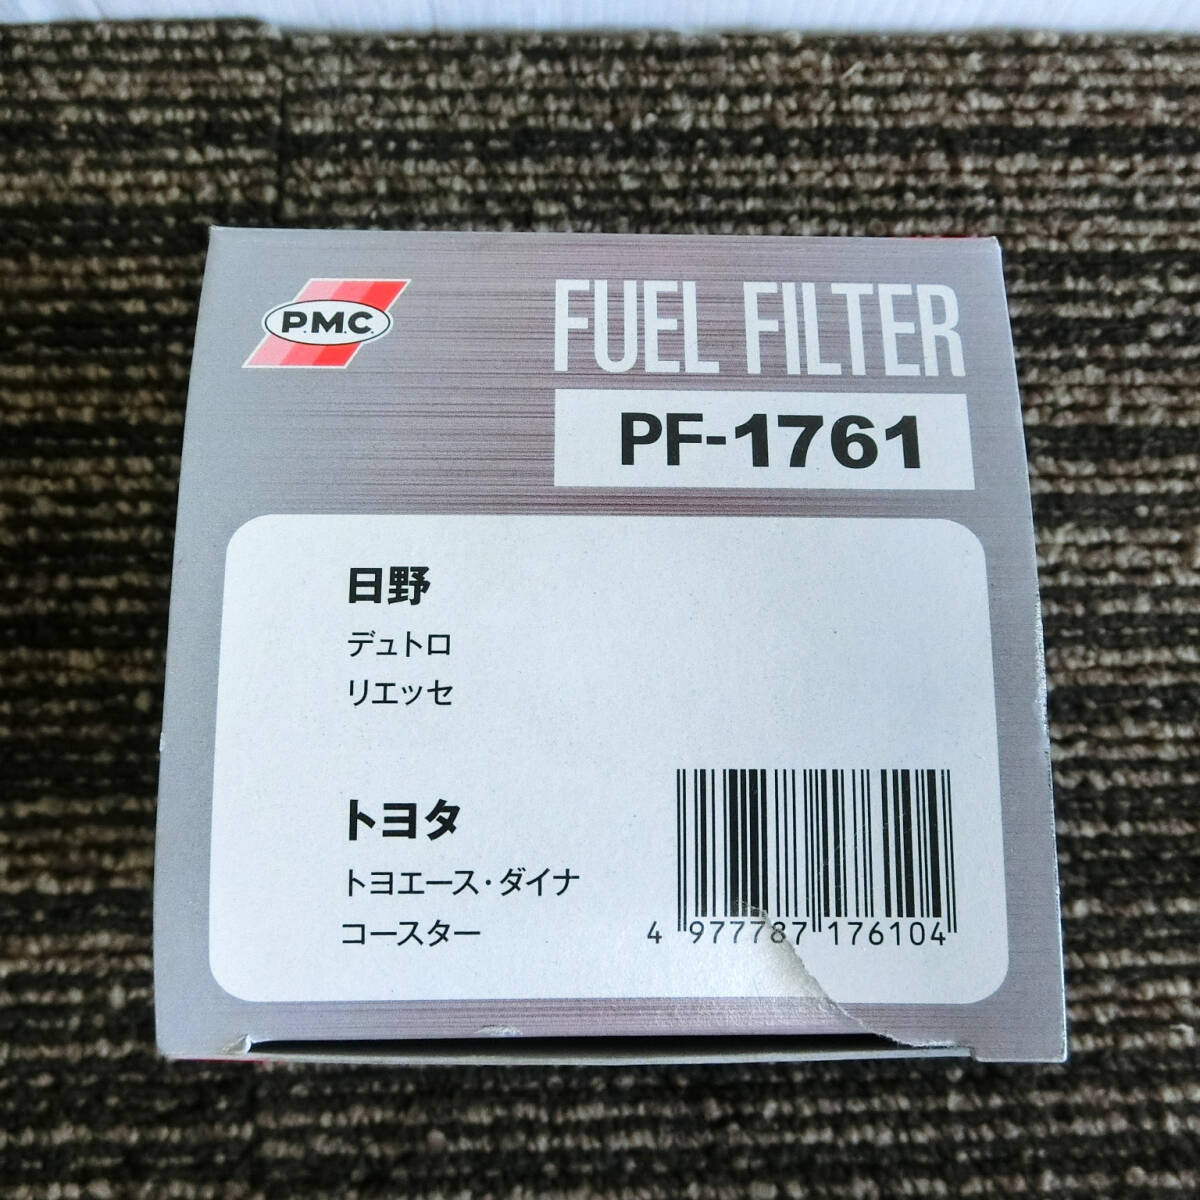 P.M.C.
FUEL FILTER
PF-1761
日野
デュトロ
リエッセ
トヨタ
トヨエース・ダイナ
コースター
4 977787 176104